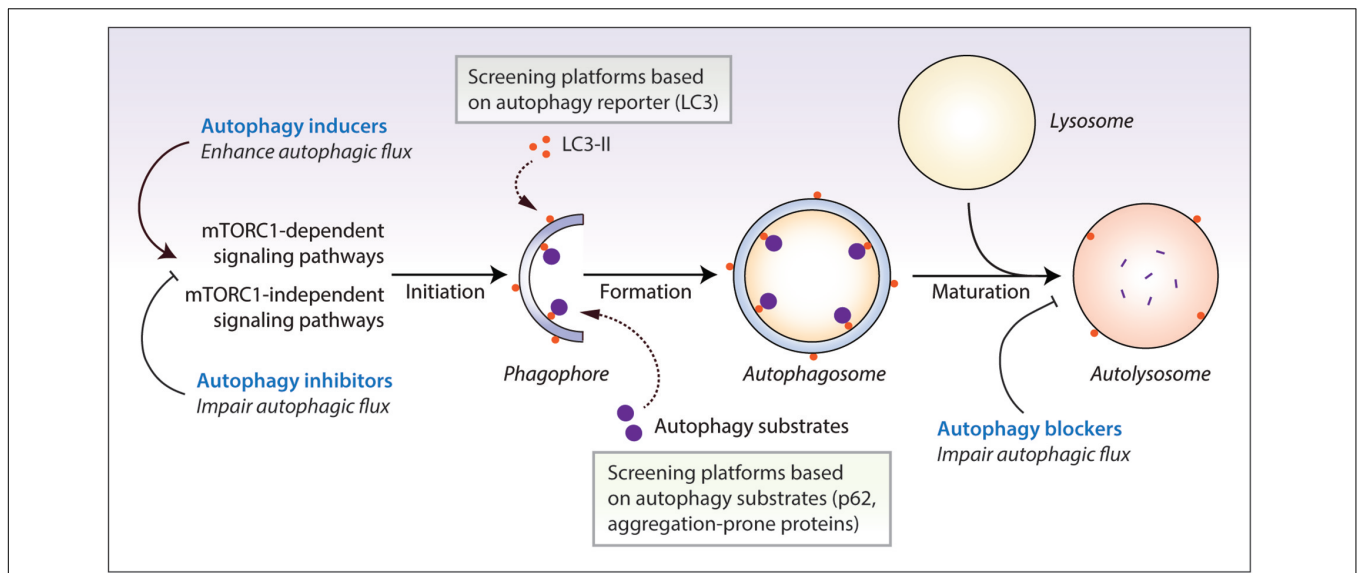 Screening platforms based
on autophagy reporter (LC3)
LC3-II
Lysosome
Autophagy inducers
Enhance autophagic flux
mTORC1-dependent
signaling pathways
mTORC1-independent
signaling pathways
Initiation
Formation
Maturation
Phagophore
Autophagosome
Autolysosome
Autophagy inhibitors
Impair autophagic flux
Autophagy substrates
Autophagy blockers
Impair autophagic flux
Screening platforms based
on autophagy substrates (p62,
aggregation-prone proteins)